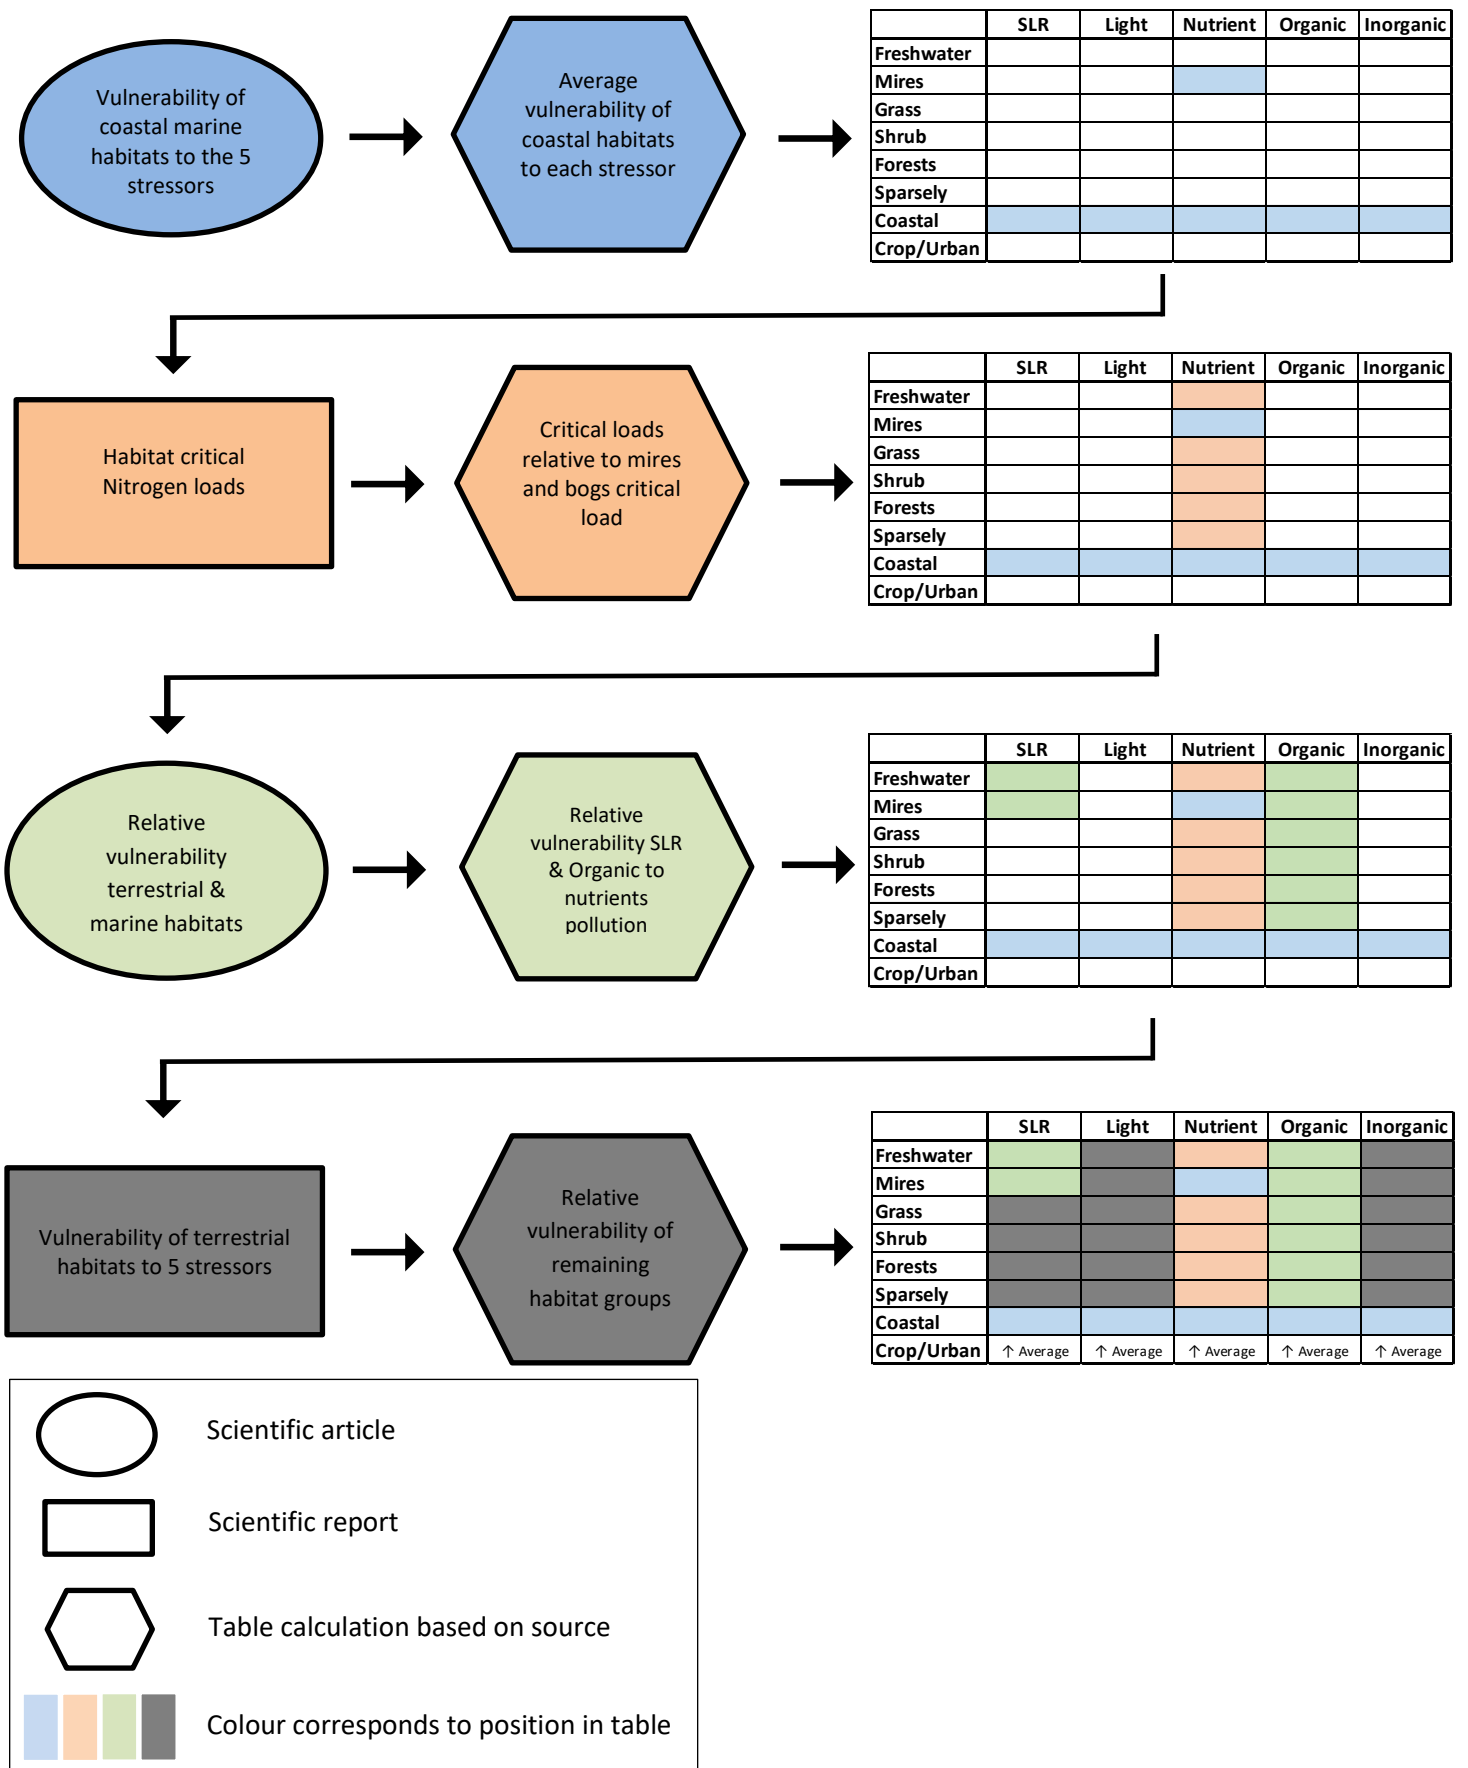 Vulnerability of
coastal marine
habitats to the 5
stressors
Average
vulnerability of
coastal habitats
to each stressor
SLR Light Nutrient Organic Inorganic
Freshwater
Mires
Grass
Shrub
Forests
Sparsely
Coastal
Crop/Urban
Habitat critical
Nitrogen loads
Critical loads
relative to mires
and bogs critical
load
SLR Light Nutrient Organic Inorganic
Freshwater
Mires
Grass
Shrub
Forests
Sparsely
Coastal
Crop/Urban
Relative
vulnerability
terrestrial &
marine habitats
Relative
vulnerability SLR
& Organic to
nutrients
pollution
SLR Light Nutrient Organic Inorganic
Freshwater
Mires
Grass
Shrub
Forests
Sparsely
Coastal
Crop/Urban
Vulnerability of terrestrial
habitats to 5 stressors
Relative
vulnerability of
remaining
habitat groups
SLR Light Nutrient Organic Inorganic
Freshwater
Mires
Grass
Shrub
Forests
Sparsely
Coastal
Crop/Urban ↑ Average ↑ Average ↑ Average ↑ Average ↑ Average
Scientific article
Scientific report
Table calculation based on source
Colour corresponds to position in table